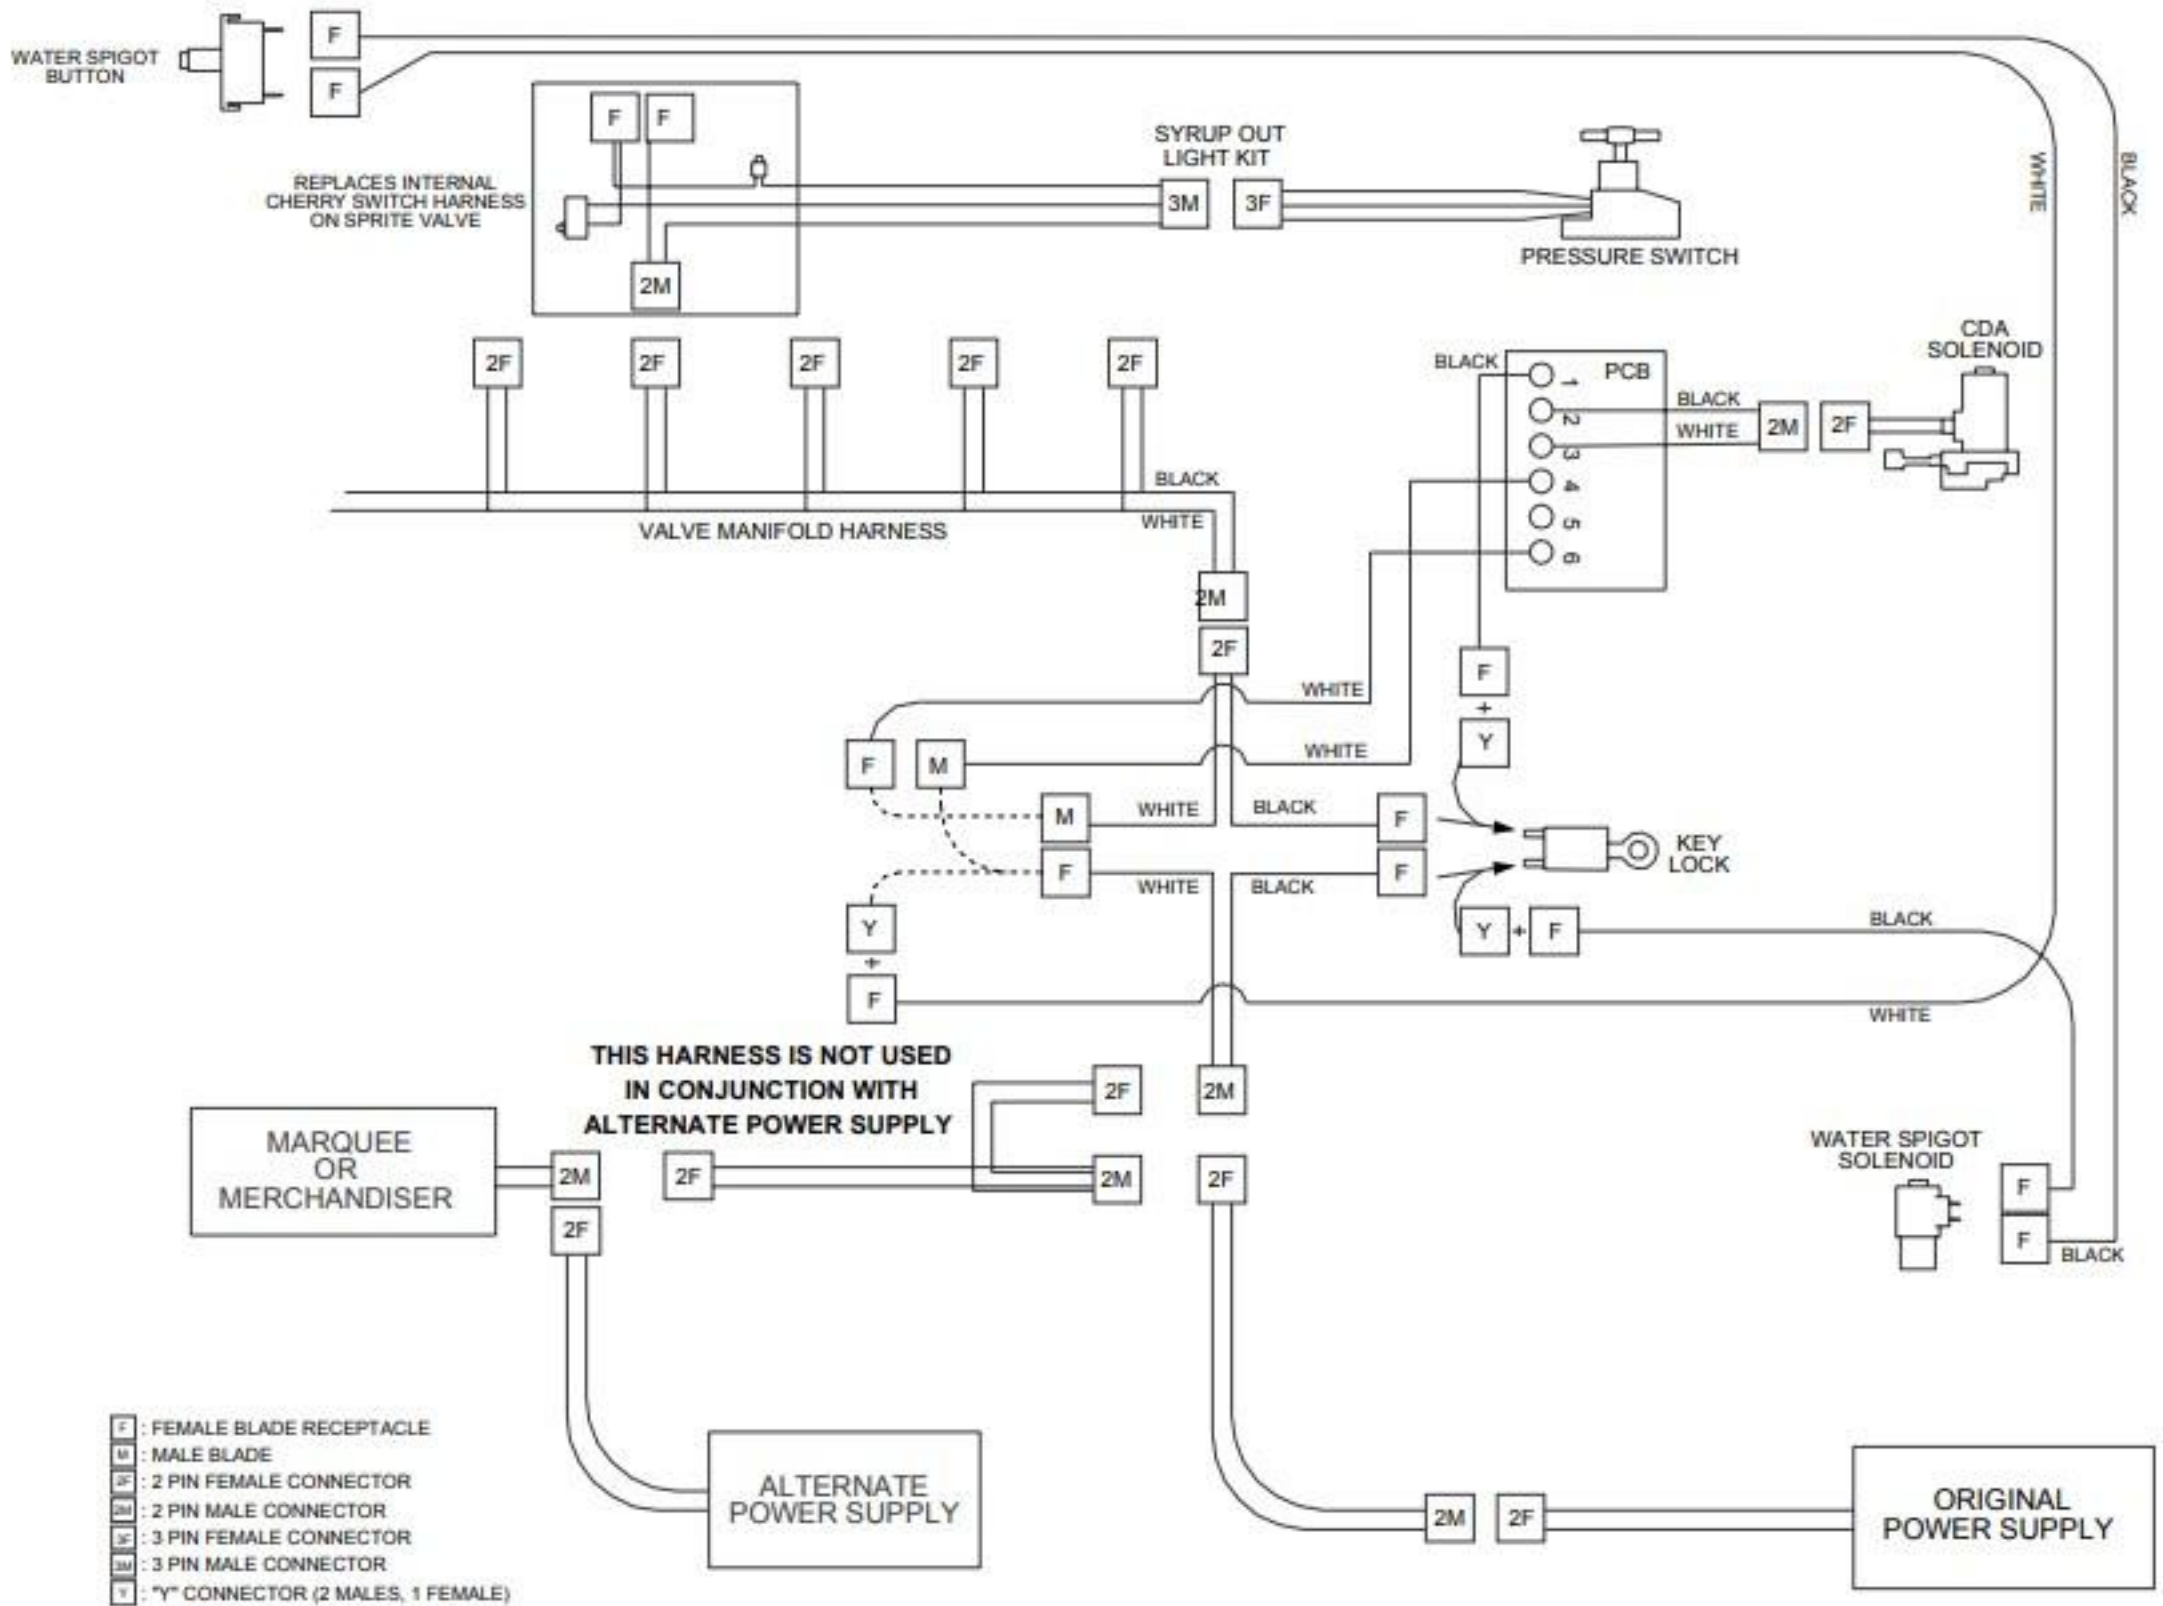 F
WATER SPIGOT
BUTTON
F
F F
REPLACES INTERNAL
CHERRY SWITCH HARNESS
ON SPRITE VALVE
2M
SYRUP OUT
LIGHT KIT
3M 3F
PRESSURE SWITCH
WHITE
BLACK
2F 2F 2F 2F 2F
BLACK
WHITE
VALVE MANIFOLD HARNESS
2M
2F
BLACK
PCB
1
2
3
4
5
6
BLACK
WHITE
2M 2F
CDA
SOLENOID
WHITE
F
+
Y
F M
WHITE
M WHITE BLACK F
F WHITE BLACK F
KEY
LOCK
Y + F
BLACK
Y
+
F
WHITE
THIS HARNESS IS NOT USED
IN CONJUNCTION WITH
ALTERNATE POWER SUPPLY
2F 2M
MARQUEE
OR
MERCHANDISER
2M 2F 2M 2F
2F
WATER SPIGOT
SOLENOID
F
F
BLACK
ALTERNATE
POWER SUPPLY
2M 2F
ORIGINAL
POWER SUPPLY
F : FEMALE BLADE RECEPTACLE
M : MALE BLADE
2F : 2 PIN FEMALE CONNECTOR
2M : 2 PIN MALE CONNECTOR
3F : 3 PIN FEMALE CONNECTOR
3M : 3 PIN MALE CONNECTOR
Y : "Y" CONNECTOR (2 MALES, 1 FEMALE)